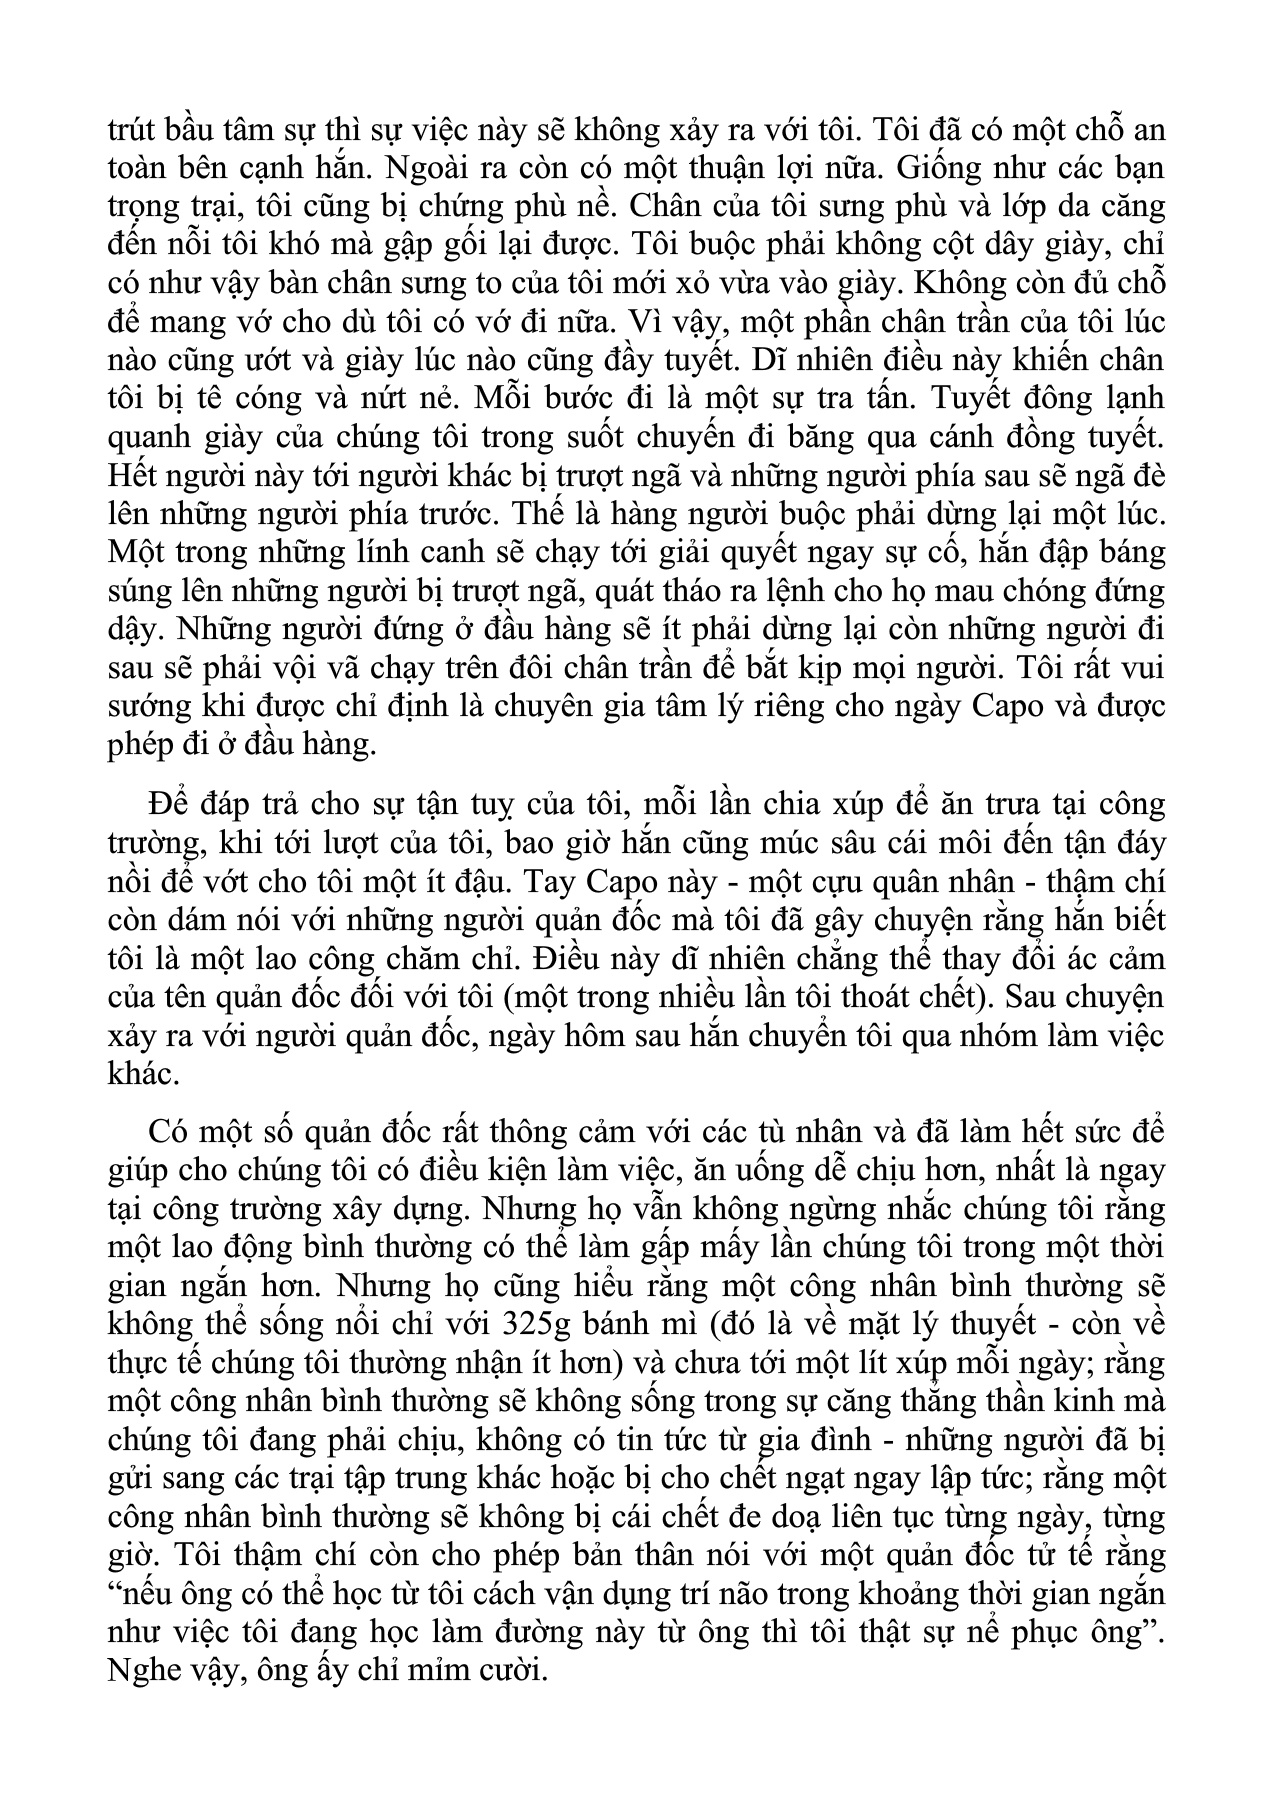 trút bầu tâm sự thì sự việc này sẽ không xảy ra với tôi. Tôi đã có một chỗ an
toàn bên cạnh hắn. Ngoài ra còn có một thuận lợi nữa. Giống như các bạn
trọng trại, tôi cũng bị chứng phù nề. Chân của tôi sưng phù và lớp da căng
đến nỗi tôi khó mà gập gối lại được. Tôi buộc phải không cột dây giày, chỉ
có như vậy bàn chân sưng to của tôi mới xỏ vừa vào giày. Không còn đủ chỗ
để mang vớ cho dù tôi có vớ đi nữa. Vì vậy, một phần chân trần của tôi lúc
nào cũng ướt và giày lúc nào cũng đầy tuyết. Dĩ nhiên điều này khiến chân
tôi bị tê cóng và nứt nẻ. Mỗi bước đi là một sự tra tấn. Tuyết đông lạnh
quanh giày của chúng tôi trong suốt chuyến đi băng qua cánh đồng tuyết.
Hết người này tới người khác bị trượt ngã và những người phía sau sẽ ngã đè
lên những người phía trước. Thế là hàng người buộc phải dừng lại một lúc.
Một trong những lính canh sẽ chạy tới giải quyết ngay sự cố, hắn đập báng
súng lên những người bị trượt ngã, quát tháo ra lệnh cho họ mau chóng đứng
dậy. Những người đứng ở đầu hàng sẽ ít phải dừng lại còn những người đi
sau sẽ phải vội vã chạy trên đôi chân trần để bắt kịp mọi người. Tôi rất vui
sướng khi được chỉ định là chuyên gia tâm lý riêng cho ngày Capo và được
phép đi ở đầu hàng.
Để đáp trả cho sự tận tuỵ của tôi, mỗi lần chia xúp để ăn trưa tại công
trường, khi tới lượt của tôi, bao giờ hắn cũng múc sâu cái môi đến tận đáy
nồi để vớt cho tôi một ít đậu. Tay Capo này - một cựu quân nhân - thậm chí
còn dám nói với những người quản đốc mà tôi đã gây chuyện rằng hắn biết
tôi là một lao công chăm chỉ. Điều này dĩ nhiên chẳng thể thay đổi ác cảm
của tên quản đốc đối với tôi (một trong nhiều lần tôi thoát chết). Sau chuyện
xảy ra với người quản đốc, ngày hôm sau hắn chuyển tôi qua nhóm làm việc
khác.
Có một số quản đốc rất thông cảm với các tù nhân và đã làm hết sức để
giúp cho chúng tôi có điều kiện làm việc, ăn uống dễ chịu hơn, nhất là ngay
tại công trường xây dựng. Nhưng họ vẫn không ngừng nhắc chúng tôi rằng
một lao động bình thường có thể làm gấp mấy lần chúng tôi trong một thời
gian ngắn hơn. Nhưng họ cũng hiểu rằng một công nhân bình thường sẽ
không thể sống nổi chỉ với 325g bánh mì (đó là về mặt lý thuyết - còn về
thực tế chúng tôi thường nhận ít hơn) và chưa tới một lít xúp mỗi ngày; rằng
một công nhân bình thường sẽ không sống trong sự căng thẳng thần kinh mà
chúng tôi đang phải chịu, không có tin tức từ gia đình - những người đã bị
gửi sang các trại tập trung khác hoặc bị cho chết ngạt ngay lập tức; rằng một
công nhân bình thường sẽ không bị cái chết đe doạ liên tục từng ngày, từng
giờ. Tôi thậm chí còn cho phép bản thân nói với một quản đốc tử tế rằng
“nếu ông có thể học từ tôi cách vận dụng trí não trong khoảng thời gian ngắn
như việc tôi đang học làm đường này từ ông thì tôi thật sự nể phục ông”.
Nghe vậy, ông ấy chỉ mỉm cười.